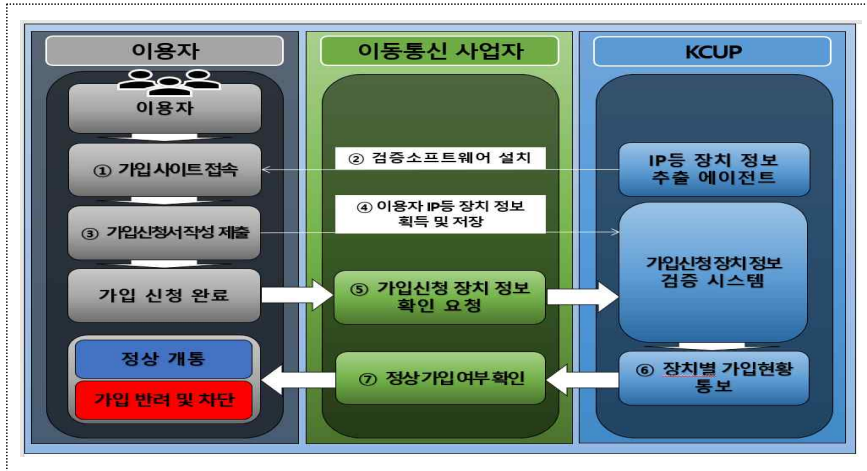 이용자
이동통신 사업자
KCUP
이용자
① 가입 사이트 접속
② 검증소프트웨어 설치
IP등 장치 정보
추출 에이전트
③ 가입신청서작성 제출
④ 이용자 IP등 장치 정보
획득 및 저장
가입신청장치정보
검증 시스템
가입 신청 완료
⑤ 가입신청 장치 정보
확인 요청
정상 개통
가입 반려 및 차단
⑦ 정상가입여부확인
⑥ 장치별 가입현황
통보